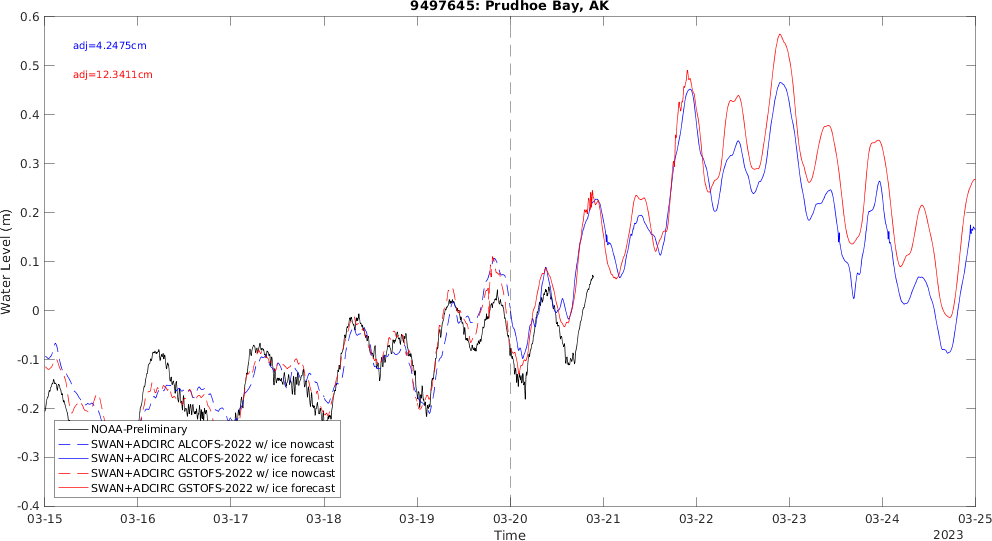 9497645: Prudhoe Bay, AK
adj=4.2475cm
adj=12.3411cm
Water Level (m)
0.6
0.5
0.4
0.3
0.2
0.1
0
-0.1
-0.2
-0.3
-0.4
NOAA-Preliminary
SWAN+ADCIRC ALCOFS-2022 w/ ice nowcast
SWAN+ADCIRC ALCOFS-2022 w/ ice forecast
SWAN+ADCIRC GSTOFS-2022 w/ ice nowcast
SWAN+ADCIRC GSTOFS-2022 w/ ice forecast
03-15 03-16 03-17 03-18 03-19 03-20 03-21 03-22 03-23 03-24 03-25
Time
2023